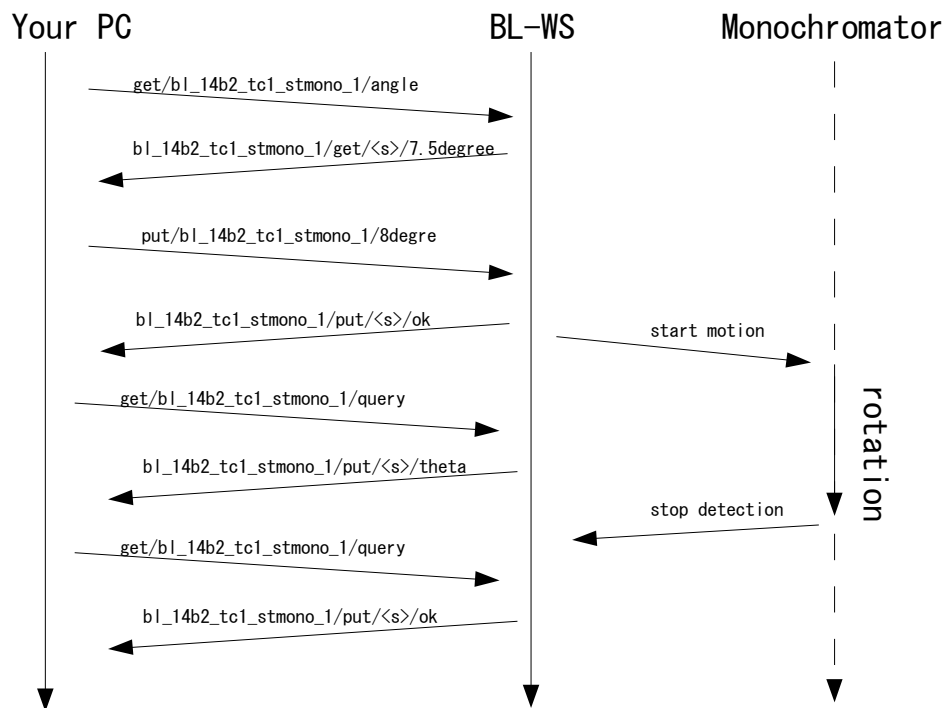 Your PC
BL-WS
Monochromator
get/bl_14b2_tc1_stmono_1/angle
bl_14b2_tc1_stmono_1/get/<s>/7.5degree
put/bl_14b2_tc1_stmono_1/8degre
bl_14b2_tc1_stmono_1/put/<s>/ok
start motion
get/bl_14b2_tc1_stmono_1/query
rotation
bl_14b2_tc1_stmono_1/put/<s>/theta
stop detection
get/bl_14b2_tc1_stmono_1/query
bl_14b2_tc1_stmono_1/put/<s>/ok